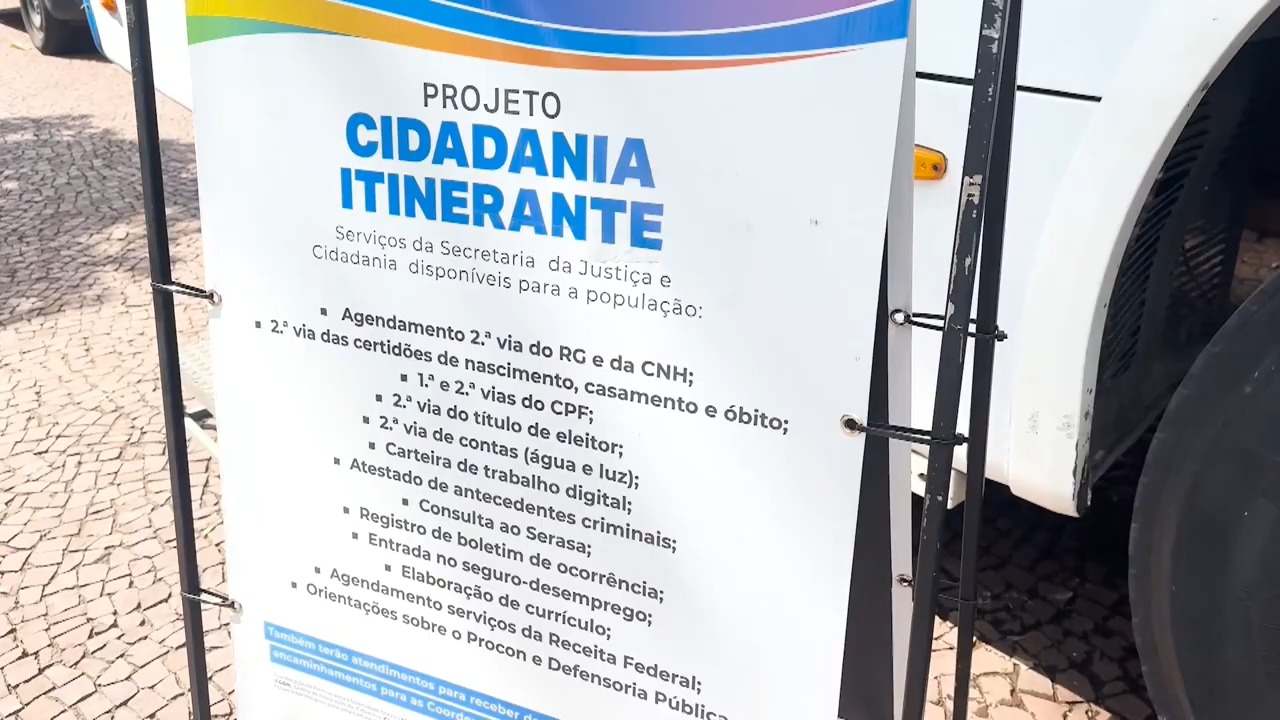 PROJETO
CIDADANIA
ITINERANTE
Serviços da Secretaria da Justiça e
Cidadania disponíveis para a população:
▪ Agendamento 2.ª via do RG e da CNH;
▪ 2.ª via das certidões de nascimento, casamento e óbito;
▪ 1.ª e 2.ª vias do CPF;
▪ 2.ª via do título de eleitor;
▪ 2.ª via de contas (água e luz);
▪ Carteira de trabalho digital;
▪ Atestado de antecedentes criminais;
▪ Consulta ao Serasa;
▪ Registro de boletim de ocorrência;
▪ Entrada no seguro-desemprego;
▪ Elaboração de currículo;
▪ Agendamento serviços da Receita Federal;
▪ Orientações sobre o Procon e Defensoria Pública
Também terão atendimentos para receber
encaminhamentos para as